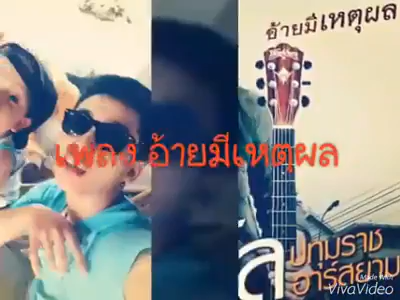 อ้ายมีเหตุผล
เพลง อ้ายมีเหตุผล
ปทุมราช
อาร์สยาม
Made With
VivaVideo